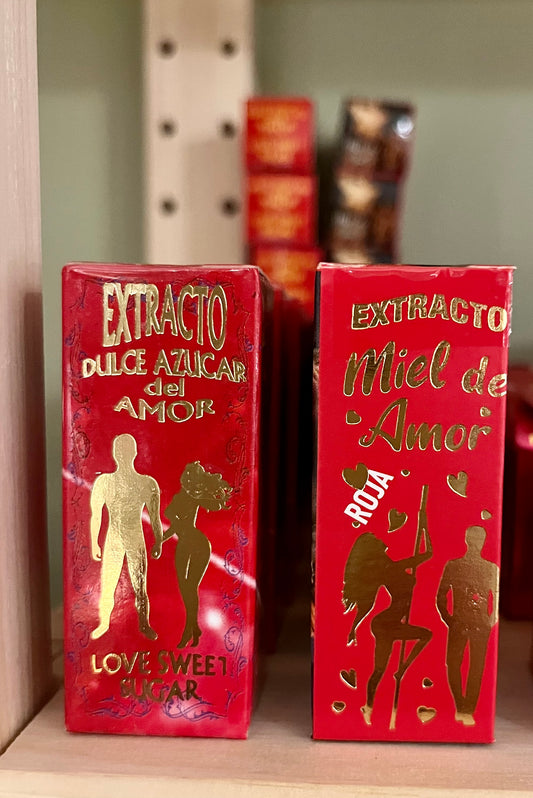 EXTRACTO
DULCE AZUCAR
del
AMOR
LOVE SWEET
SUGAR
EXTRACTO
Miel de
Amor
ROJA